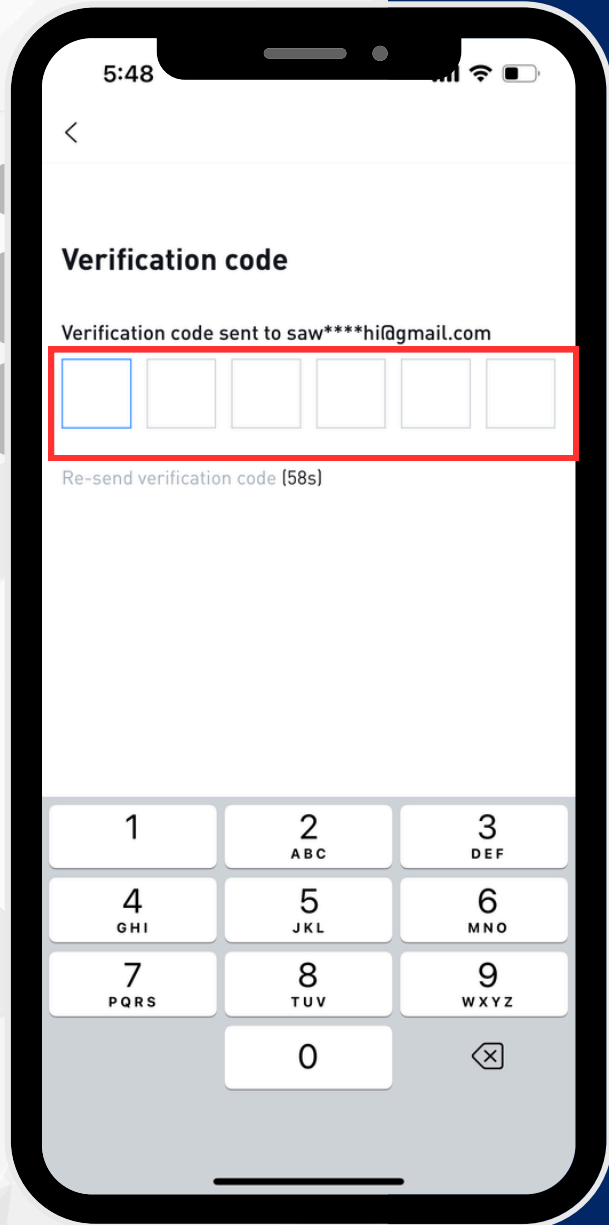 5:48
Verification code
Verification code sent to saw****hi@gmail.com
Re-send verification code (58s)
1
2
ABC
3
DEF
4
GHI
5
JKL
6
MNO
7
PQRS
8
TUV
9
WXYZ
0